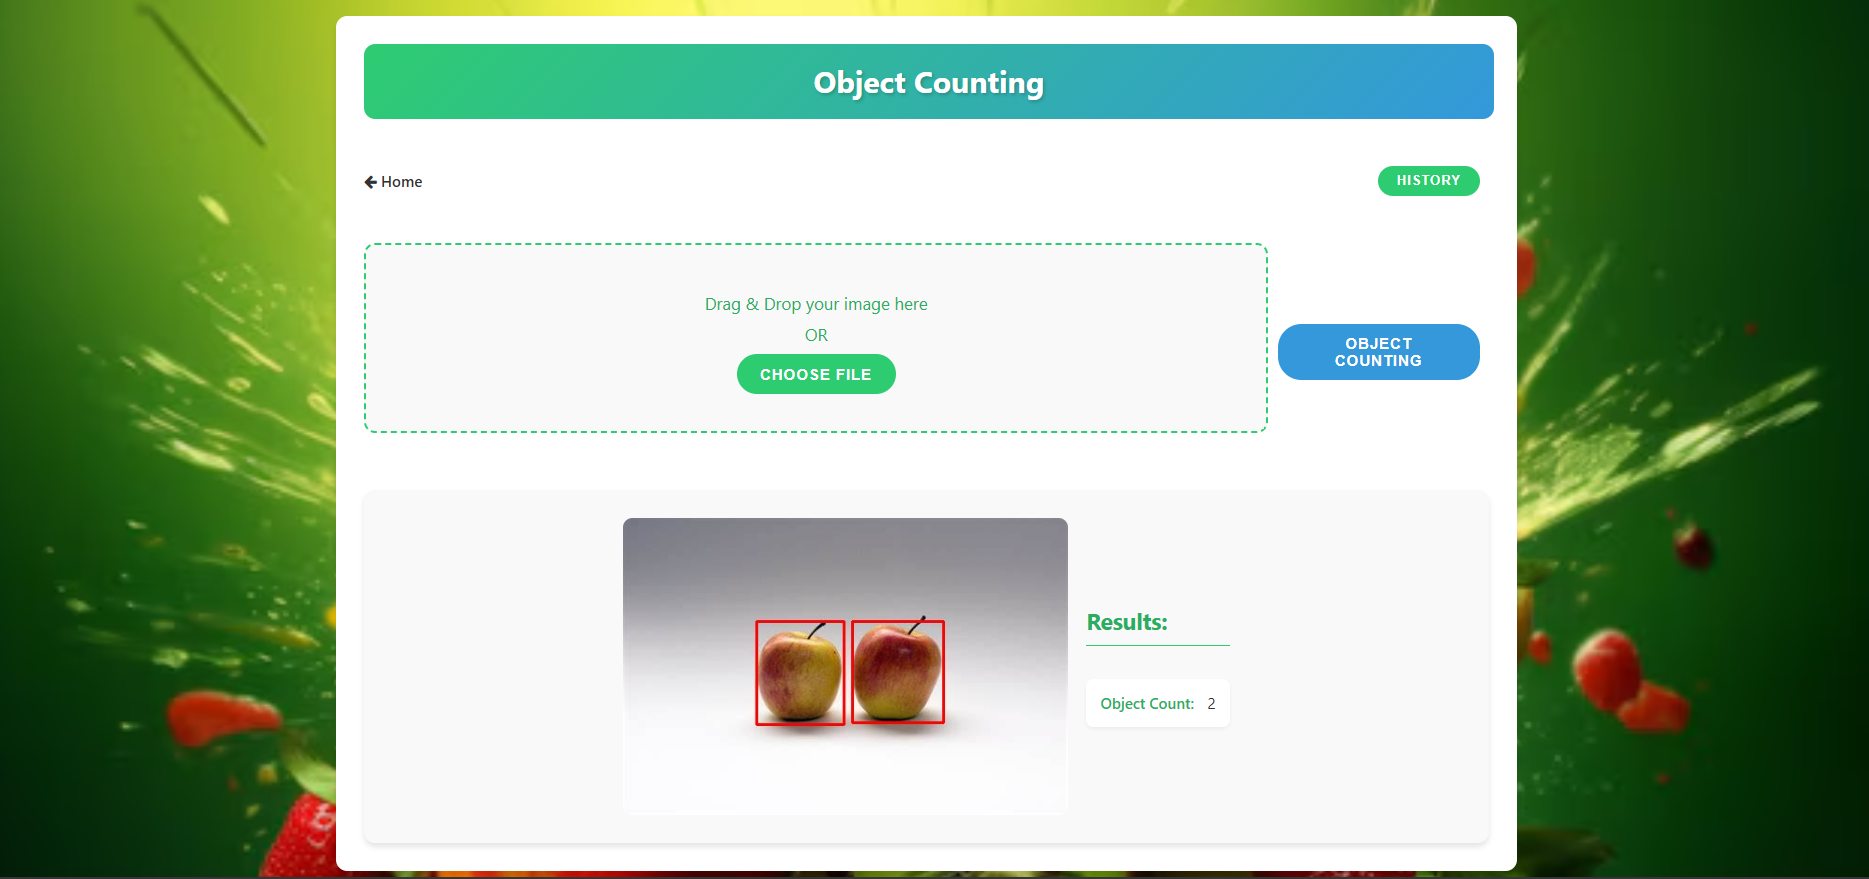 Object Counting
Home
HISTORY
Drag & Drop your image here
OR
CHOOSE FILE
OBJECT
COUNTING
Results:
Object Count: 2